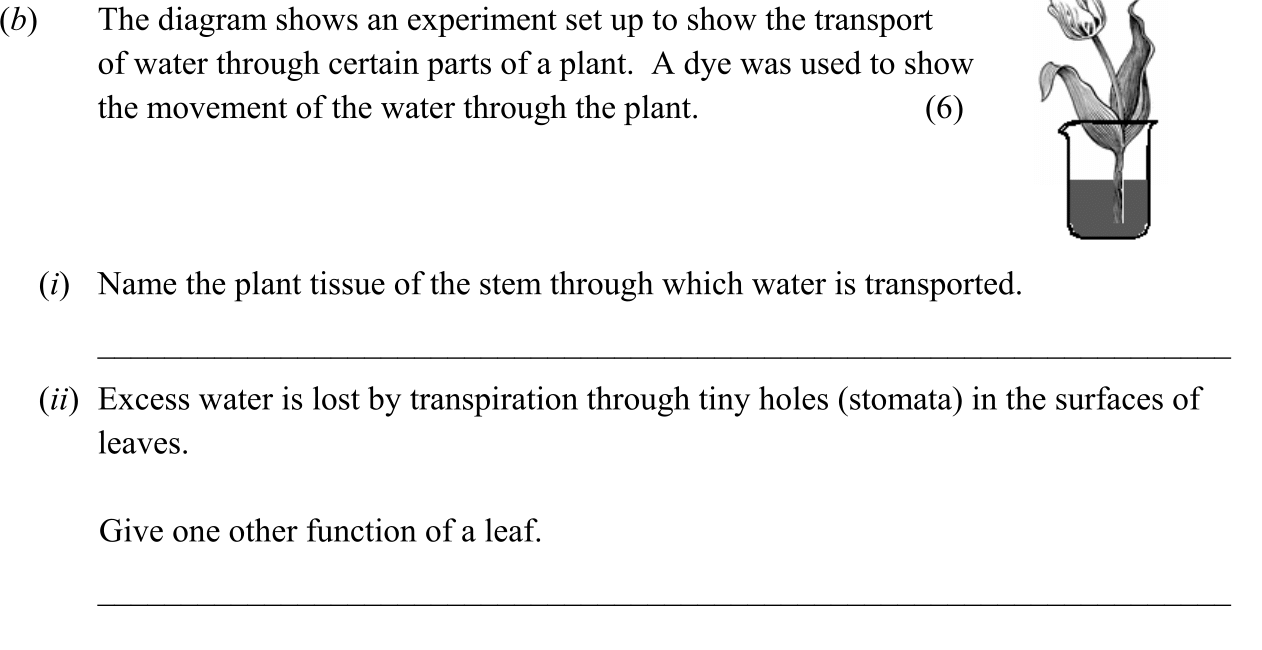 (b) The diagram shows an experiment set up to show the transport
of water through certain parts of a plant. A dye was used to show
the movement of the water through the plant. (6)
(i) Name the plant tissue of the stem through which water is transported.
(ii) Excess water is lost by transpiration through tiny holes (stomata) in the surfaces of
leaves.
Give one other function of a leaf.